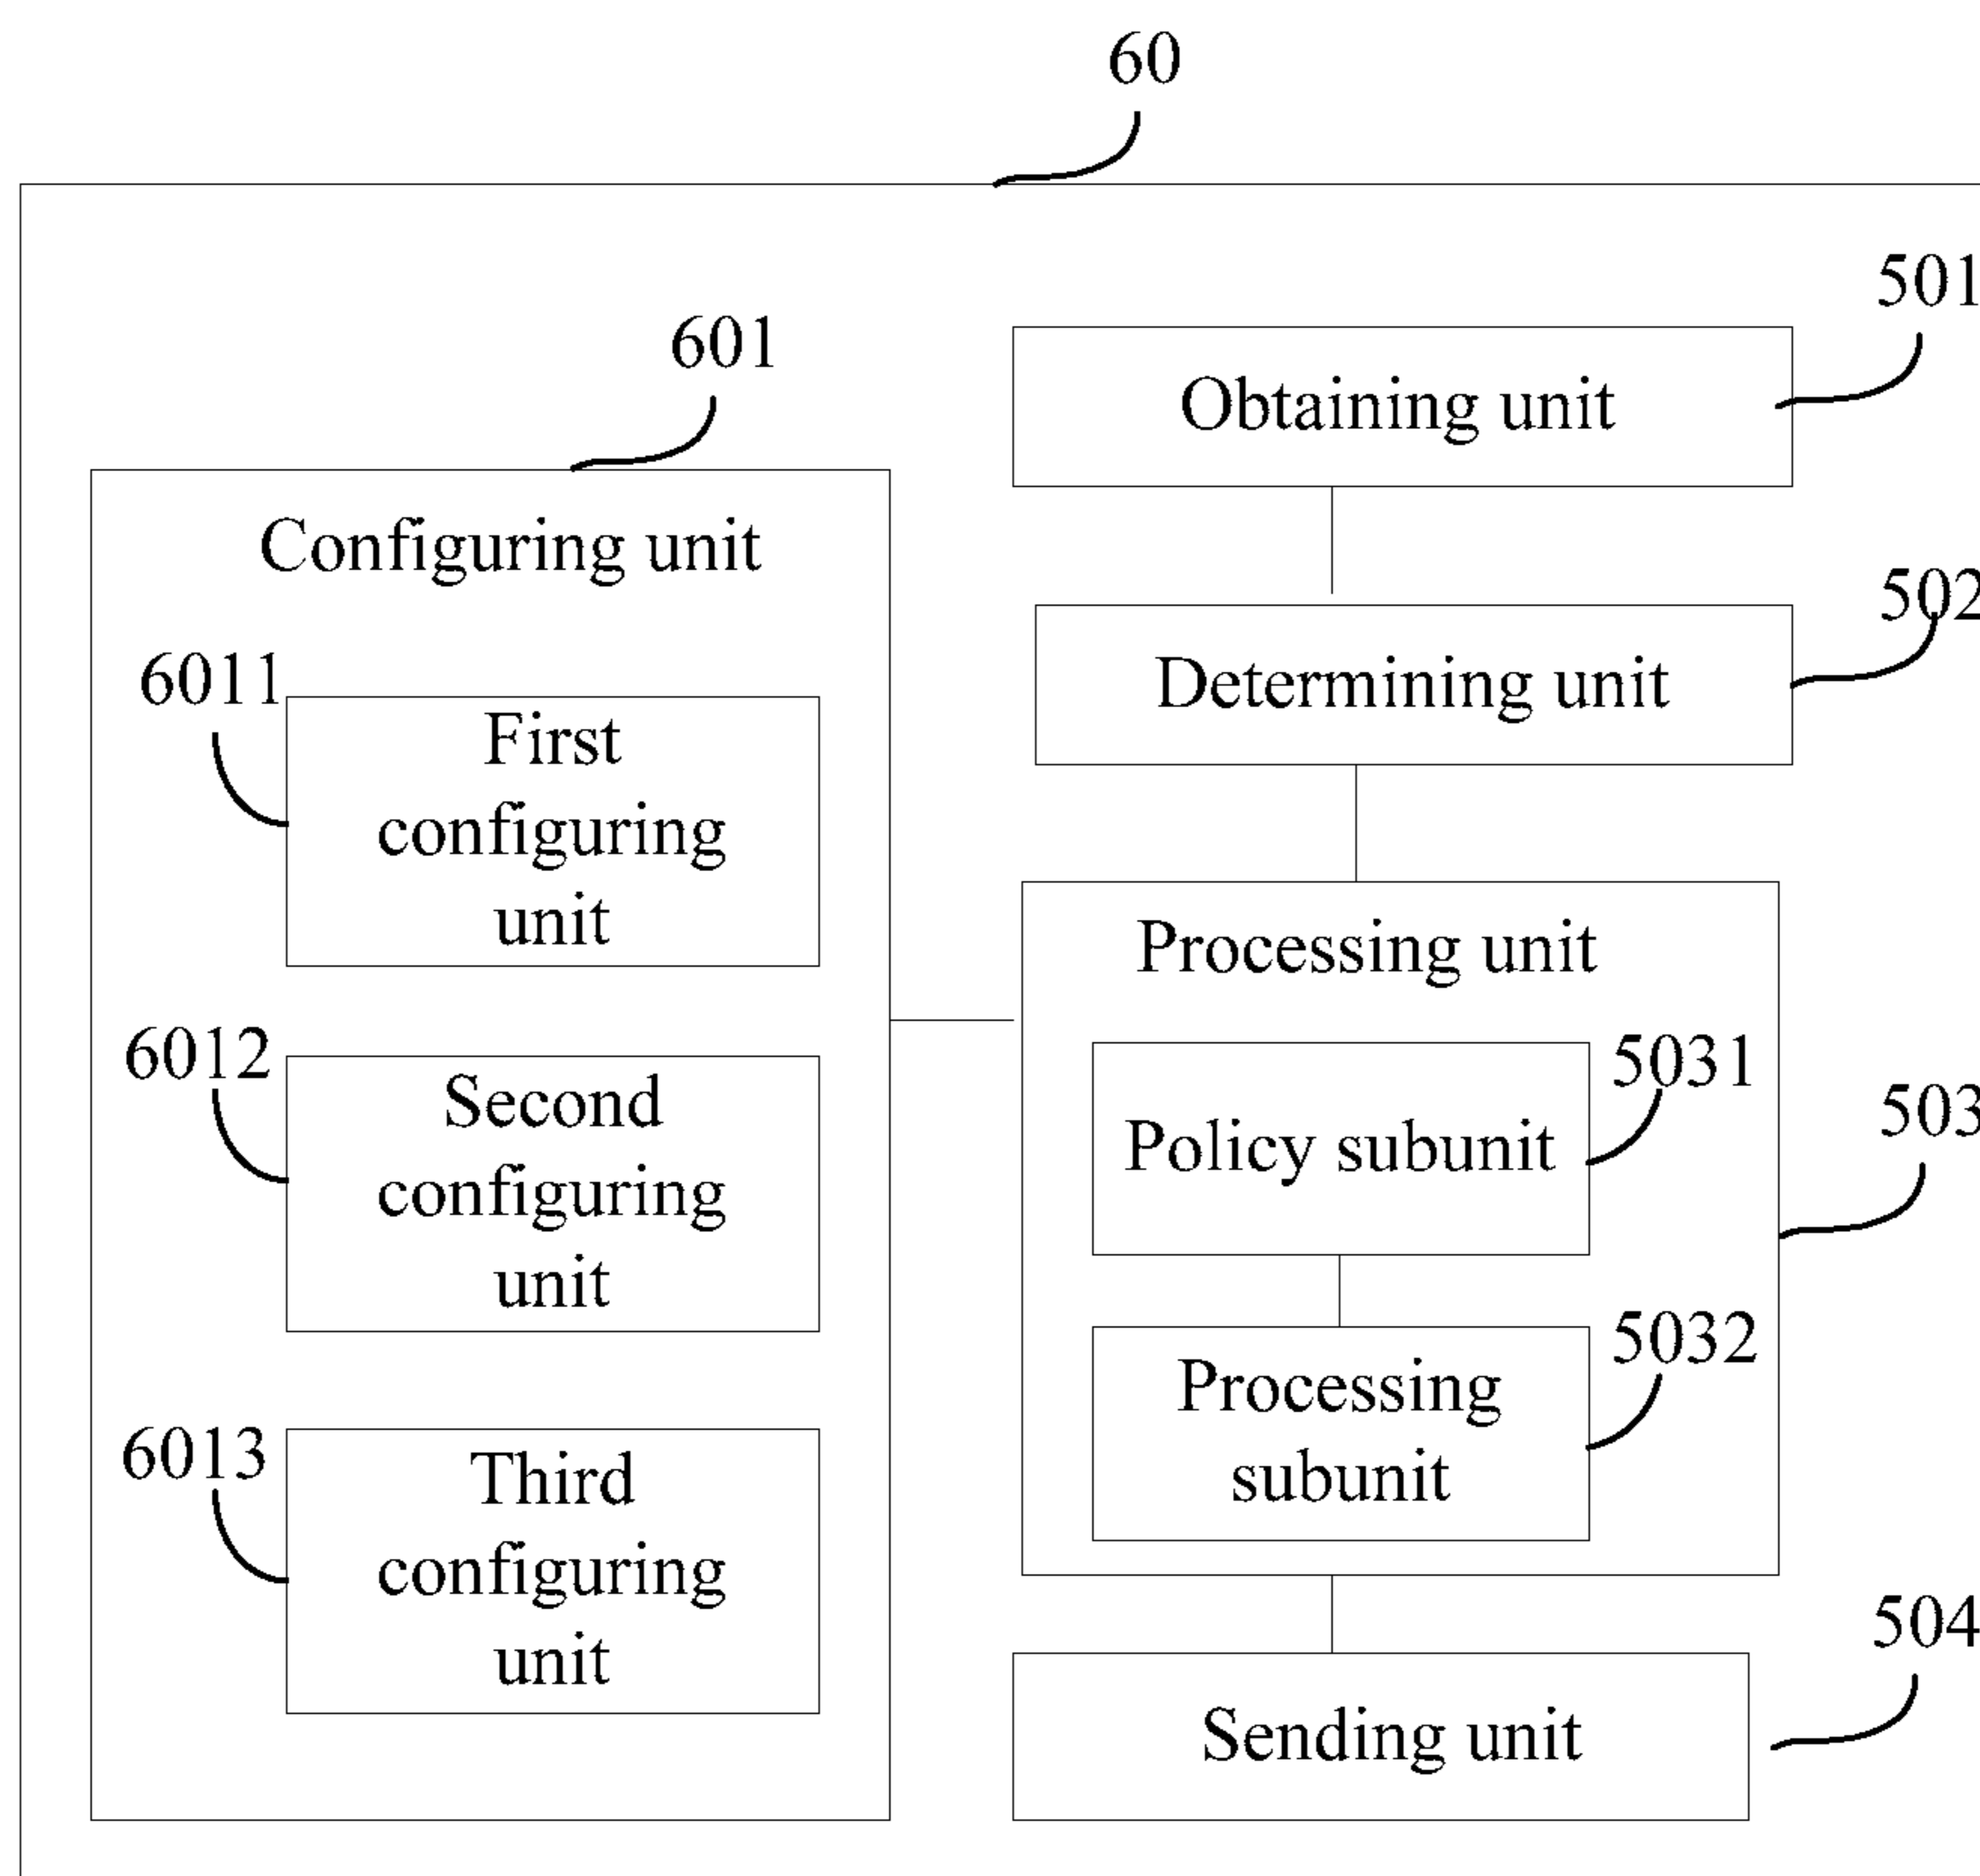 60
501
601
Obtaining unit
Configuring unit
502
Determining unit
6011
First
configuring
unit
Processing unit
6012
Second
configuring
unit
5031
Policy subunit
503
5032
Processing
subunit
6013
Third
configuring
unit
504
Sending unit